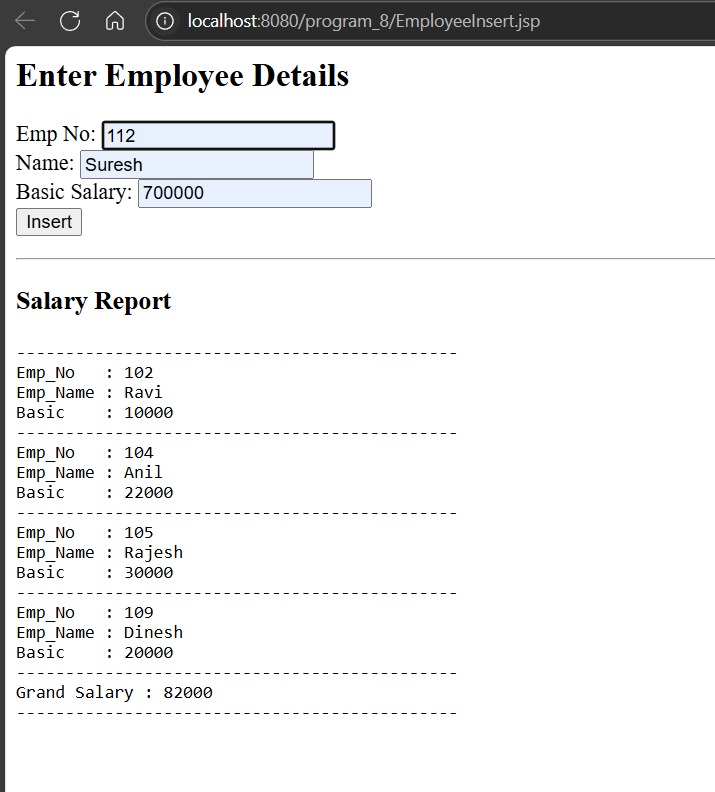 localhost:8080/program_8/EmployeeInsert.jsp
Enter Employee Details
Emp No: 112
Name: Suresh
Basic Salary: 700000
Insert
Salary Report
---------------------------------------------
Emp_No   : 102
Emp_Name : Ravi
Basic    : 10000
---------------------------------------------
Emp_No   : 104
Emp_Name : Anil
Basic    : 22000
---------------------------------------------
Emp_No   : 105
Emp_Name : Rajesh
Basic    : 30000
---------------------------------------------
Emp_No   : 109
Emp_Name : Dinesh
Basic    : 20000
---------------------------------------------
Grand Salary : 82000
---------------------------------------------